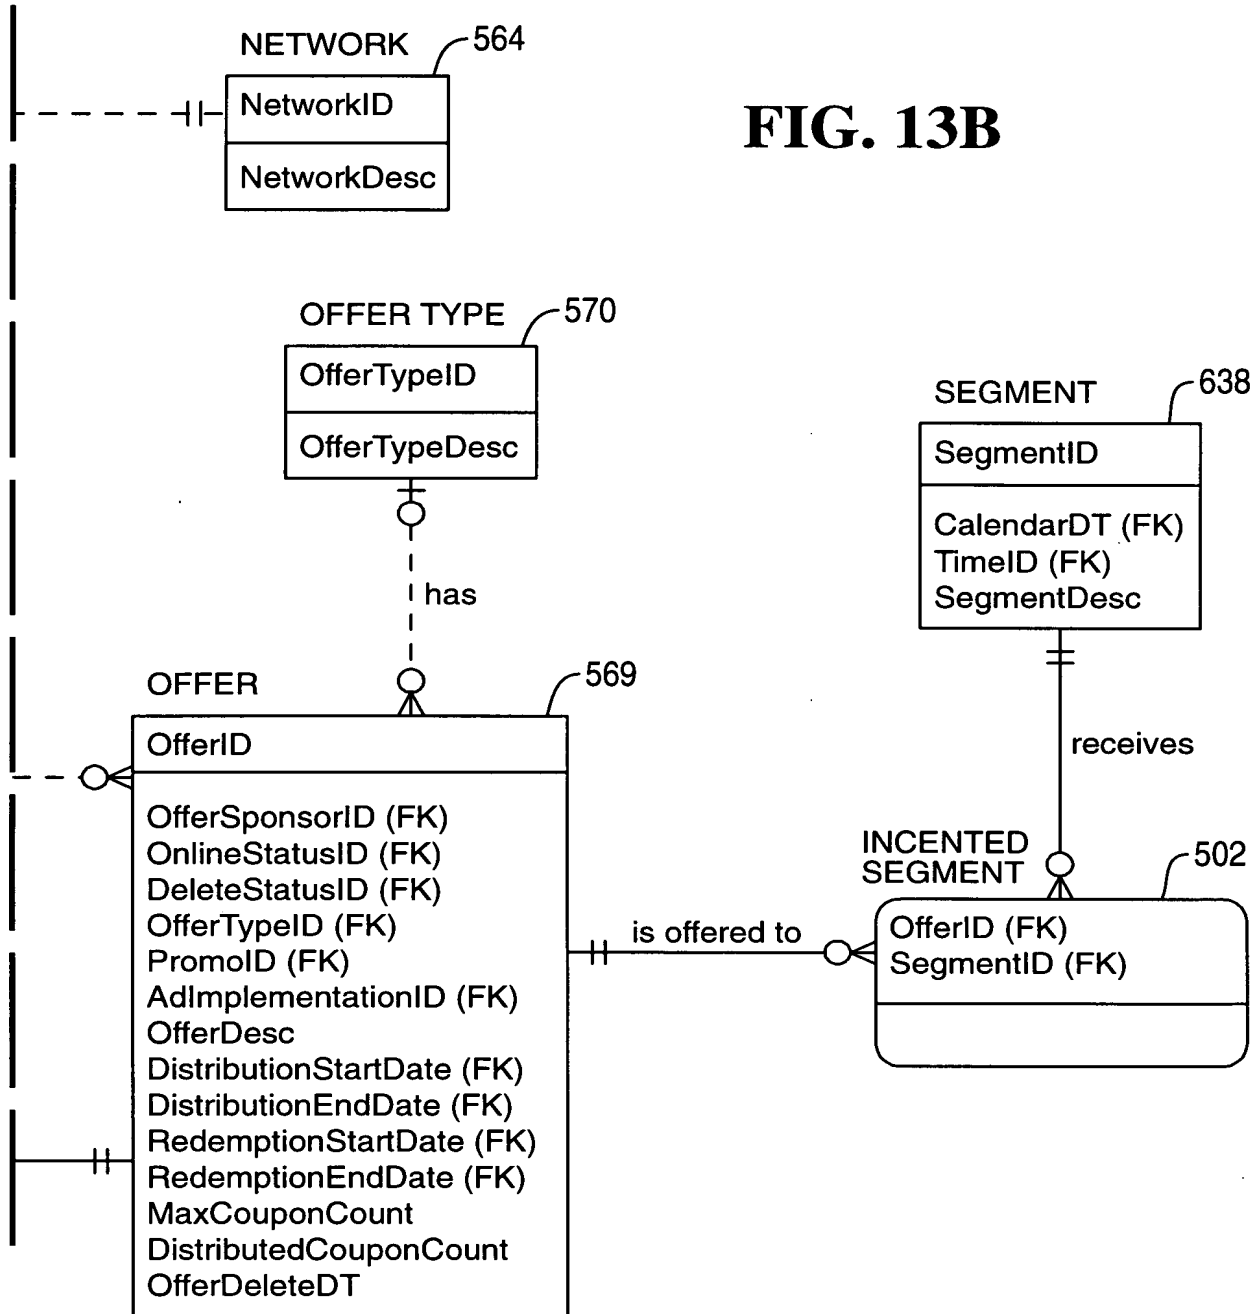 NETWORK
564
NetworkID
NetworkDesc
FIG. 13B
OFFER TYPE
570
OfferTypeID
OfferTypeDesc
has
SEGMENT
638
SegmentID
CalendarDT (FK)
TimeID (FK)
SegmentDesc
receives
OFFER
569
OfferID
OfferSponsorID (FK)
OnlineStatusID (FK)
DeleteStatusID (FK)
OfferTypeID (FK)
PromoID (FK)
AdImplementationID (FK)
OfferDesc
DistributionStartDate (FK)
DistributionEndDate (FK)
RedemptionStartDate (FK)
RedemptionEndDate (FK)
MaxCouponCount
DistributedCouponCount
OfferDeleteDT
is offered to
INCENTED
SEGMENT
502
OfferID (FK)
SegmentID (FK)